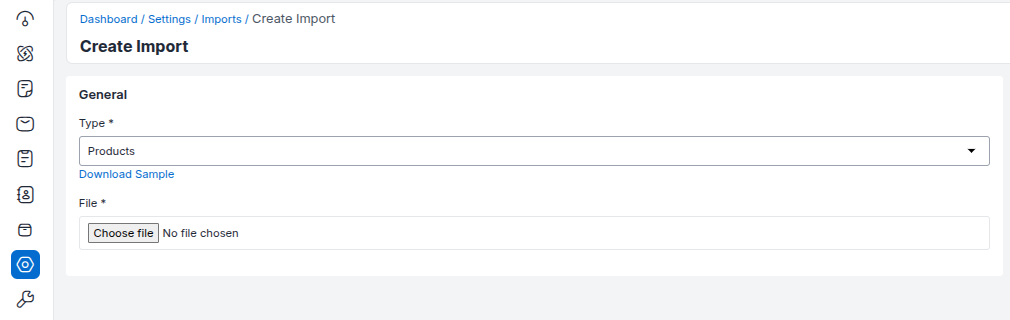 Dashboard / Settings / Imports / Create Import
Create Import
General
Type *
Products
Download Sample
File *
Choose file No file chosen